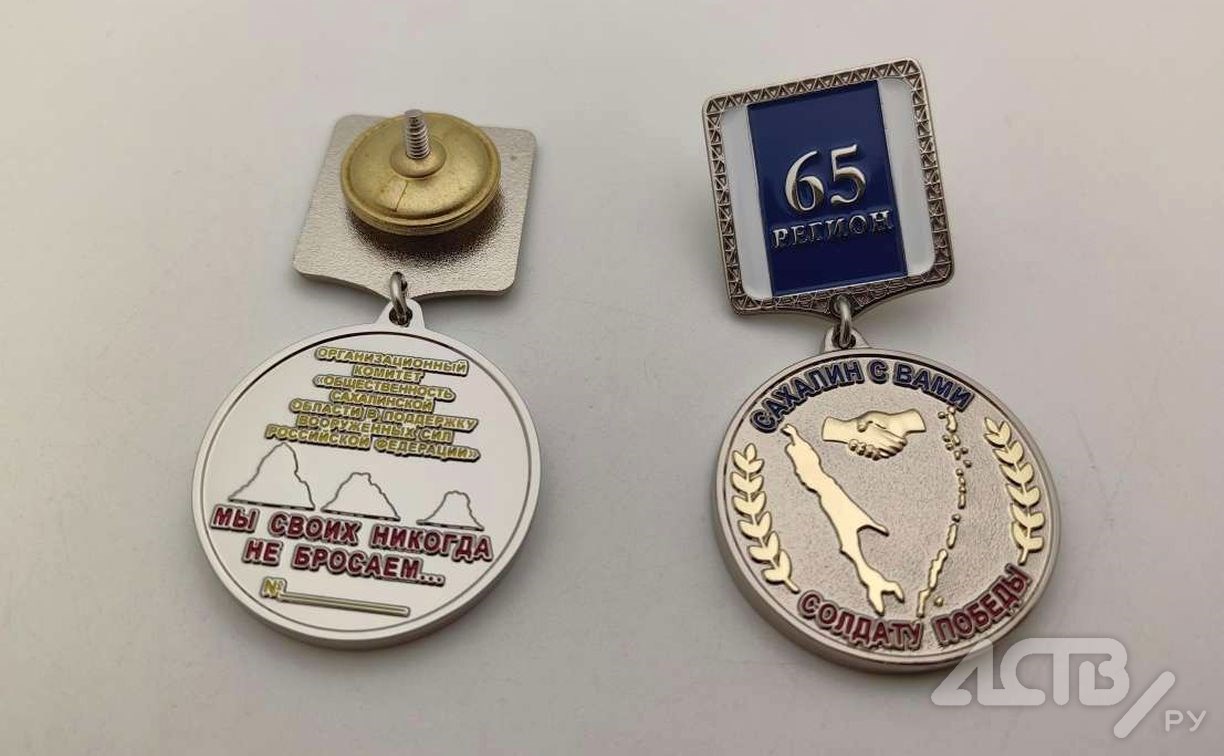 ОРГАНИЗАЦИОННЫЙ
КОМИТЕТ
«ОБЩЕСТВЕННОСТЬ
САХАЛИНСКОЙ
ОБЛАСТИ В ПОДДЕРЖКУ
ВООРУЖЕННЫХ СИЛ
РОССИЙСКОЙ ФЕДЕРАЦИИ»
МЫ СВОИХ НИКОГДА
НЕ БРОСАЕМ...
№
65
РЕГИОН
САХАЛИН С ВАМИ
СОЛДАТУ ПОБЕДЫ
АСТВ/РУ